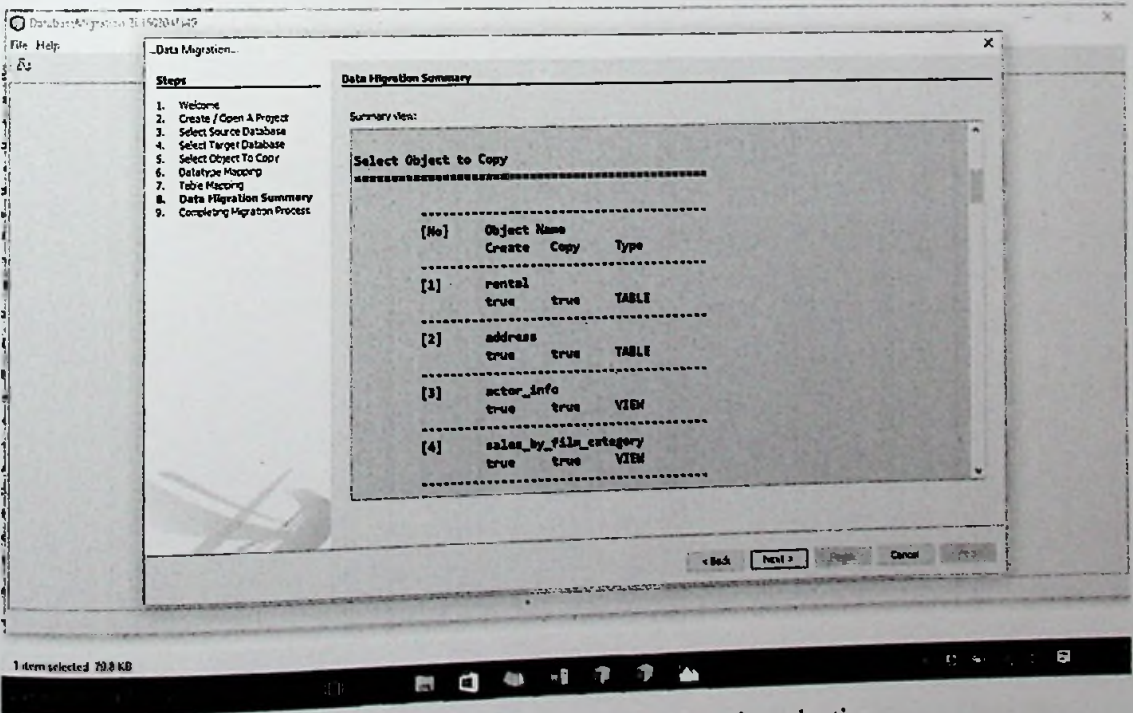 File Help
Data Migration...
Steps
1. Welcome
2. Create / Open A Project
3. Select Source Database
4. Select Target Database
5. Select Object To Copy
6. Datatype Mapping
7. Table Mapping
8. Data Migration Summary
9. Completing Migration Process
Data Migration Summary
Summary view:
Select Object to Copy
[No] Object Name
Create Copy Type
[1] rental
true true TABLE
[2] address
true true TABLE
[3] actor_info
true true VIEW
[4] sales_by_film_category
true true VIEW
< Back Next > Cancel
1 item selected 79.8 KB